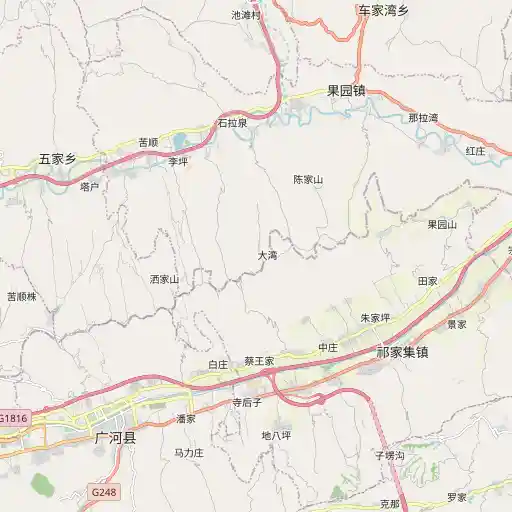 池滩村
车家湾乡
果园镇
那拉湾
石拉泉
苦顺
红庄
五家乡
李坪
塔户
陈家山
果园山
大湾
洒家山
田家
苦顺株
朱家坪
景家
中庄
祁家集镇
蔡王家
白庄
寺后子
G1816
潘家
广河县
地八坪
马力庄
子塄沟
G248
罗家
克那